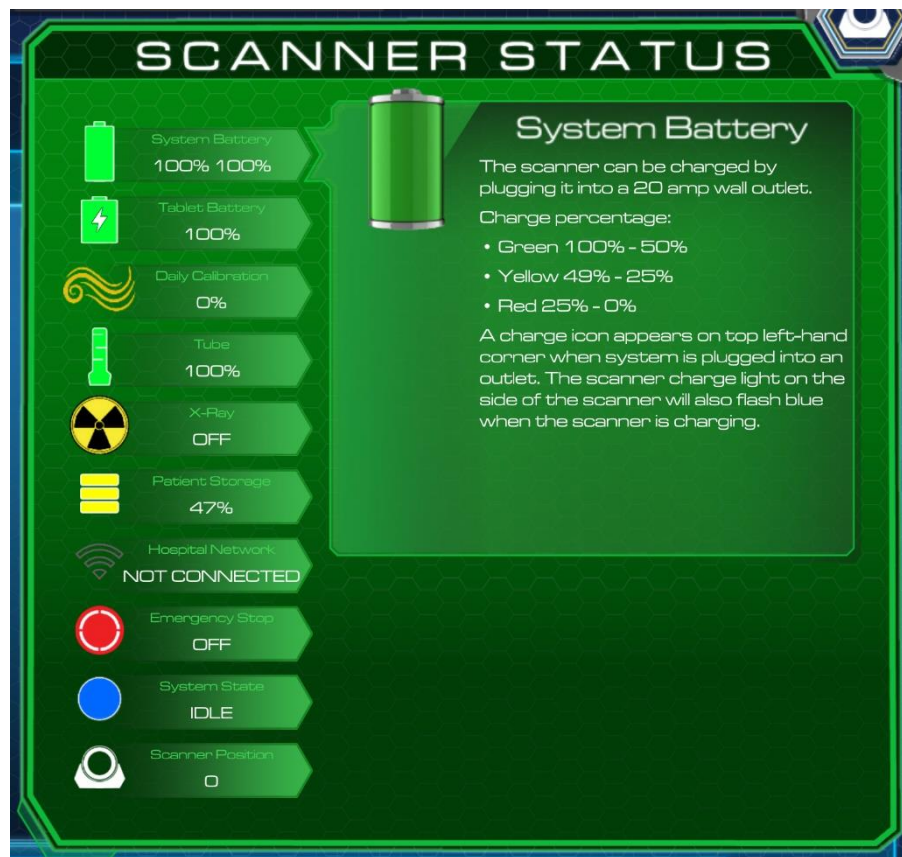 SCANNER STATUS
System Battery
100% 100%
Tablet Battery
100%
Daily Calibration
0%
Tube
100%
X-Ray
OFF
Patient Storage
47%
Hospital Network
NOT CONNECTED
Emergency Stop
OFF
System State
IDLE
Scanner Position
0
System Battery
The scanner can be charged by
plugging it into a 20 amp wall outlet.
Charge percentage:
• Green 100% - 50%
• Yellow 49% - 25%
• Red 25% - 0%
A charge icon appears on top left-hand
corner when system is plugged into an
outlet. The scanner charge light on the
side of the scanner will also flash blue
when the scanner is charging.